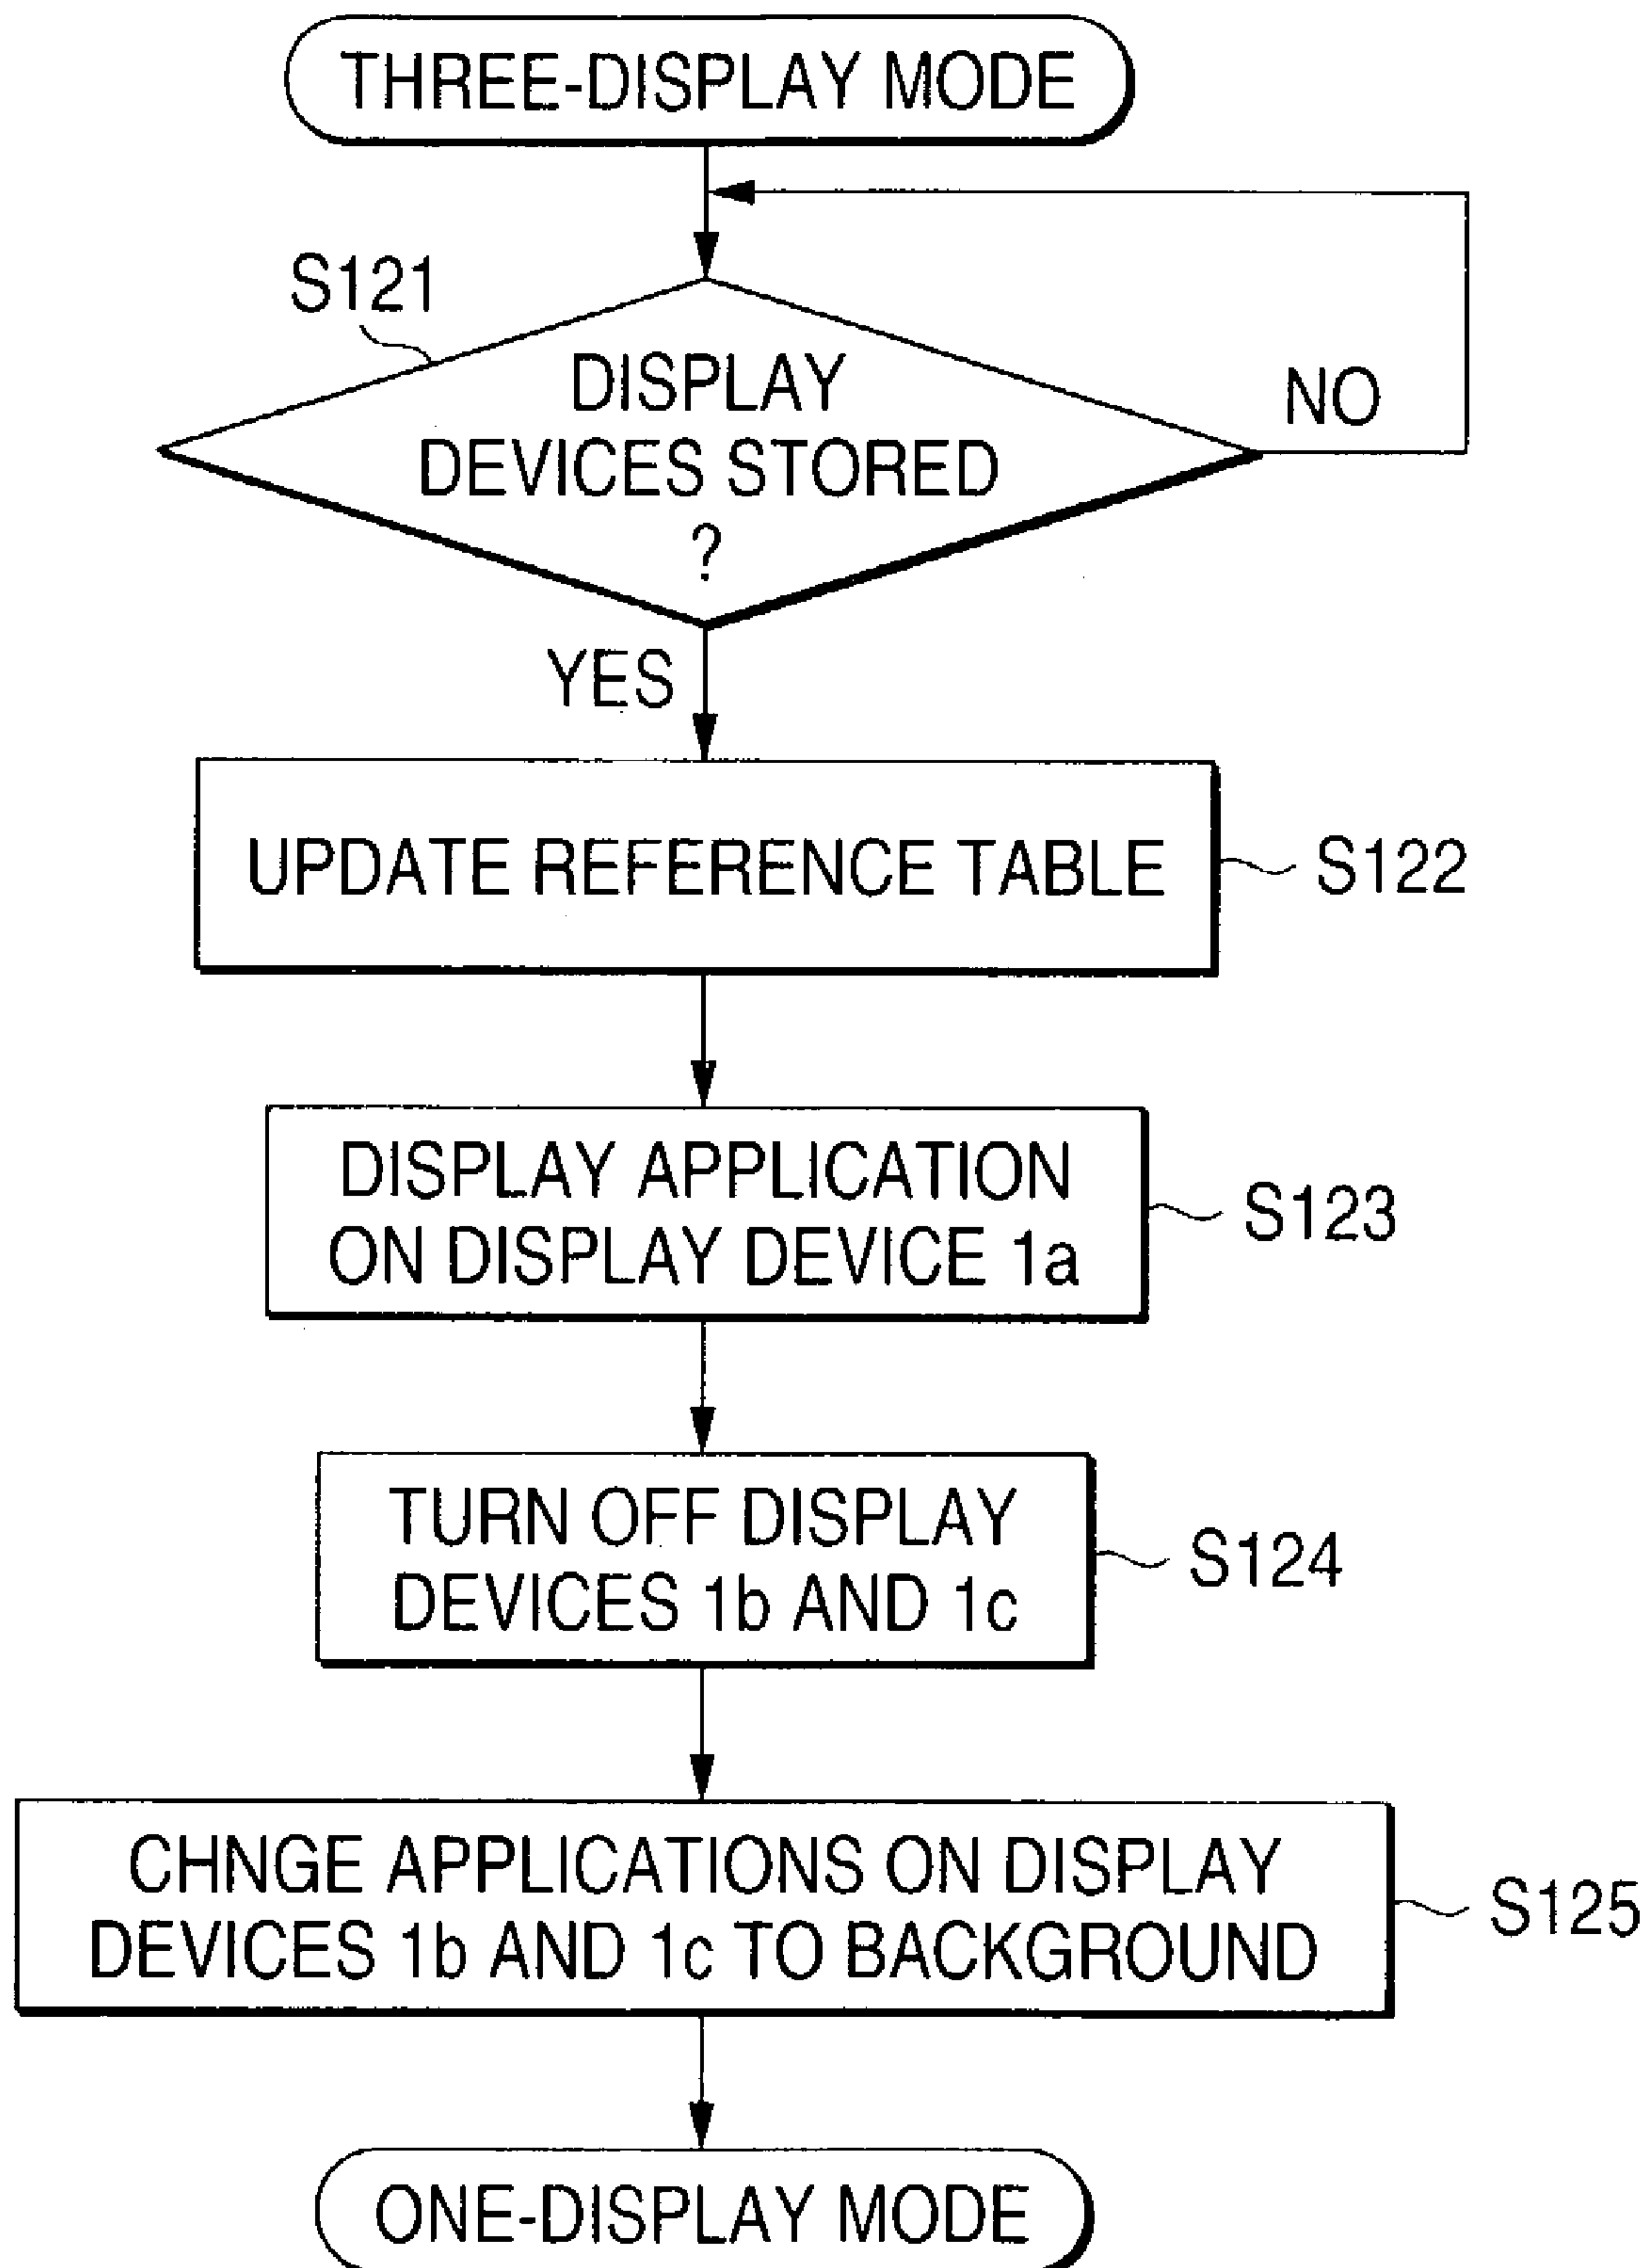 THREE-DISPLAY MODE
S121
DISPLAY
DEVICES STORED
?
NO
YES
UPDATE REFERENCE TABLE
S122
DISPLAY APPLICATION
ON DISPLAY DEVICE 1a
S123
TURN OFF DISPLAY
DEVICES 1b AND 1c
S124
CHNGE APPLICATIONS ON DISPLAY
DEVICES 1b AND 1c TO BACKGROUND
S125
ONE-DISPLAY MODE